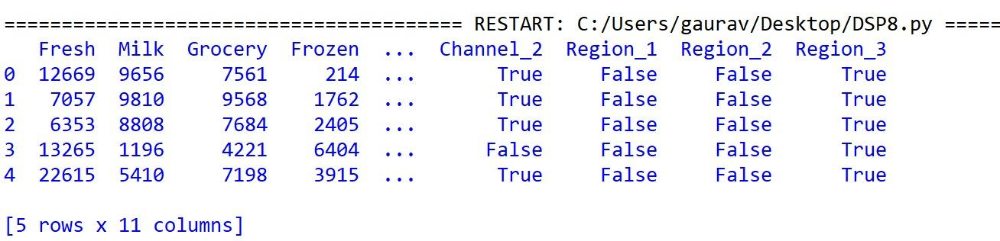 ======================================== RESTART: C:/Users/gaurav/Desktop/DSP8.py =====
   Fresh  Milk  Grocery  Frozen  ...  Channel_2  Region_1  Region_2  Region_3
0  12669  9656     7561     214  ...       True     False     False      True
1   7057  9810     9568    1762  ...       True     False     False      True
2   6353  8808     7684    2405  ...       True     False     False      True
3  13265  1196     4221    6404  ...      False     False     False      True
4  22615  5410     7198    3915  ...       True     False     False      True
[5 rows x 11 columns]